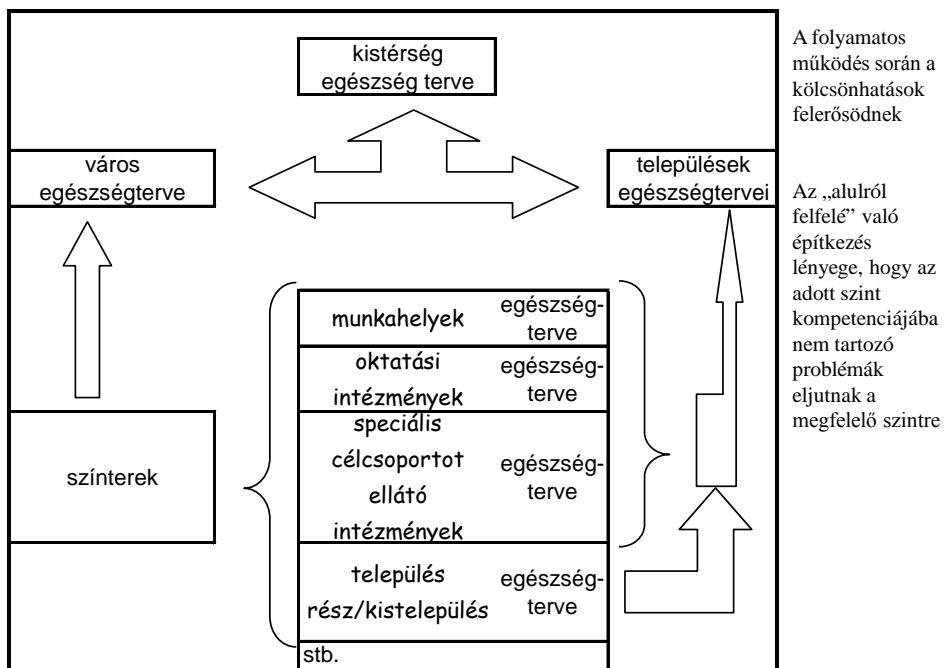 kistérség
egészség terve
város
egészségterve
települések
egészségtervei
munkahelyek
egészség-
terve
oktatási
intézmények
egészség-
terve
speciális
célcsoportot
ellátó
intézmények
egészség-
terve
település
rész/kistelepülés
egészség-
terve
stb.
színterek
A folyamatos
működés során a
kölcsönhatások
felerősödnek
Az „alulról
felfelé” való
építkezés
lényege, hogy az
adott szint
kompetenciájába
nem tartozó
problémák
eljutnak a
megfelelő szintre